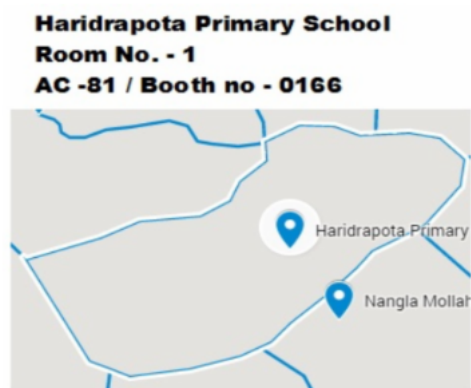 Haridrapota Primary School
Room No. - 1
AC -81 / Booth no - 0166
Haridrapota Primary
Nangla Mollah